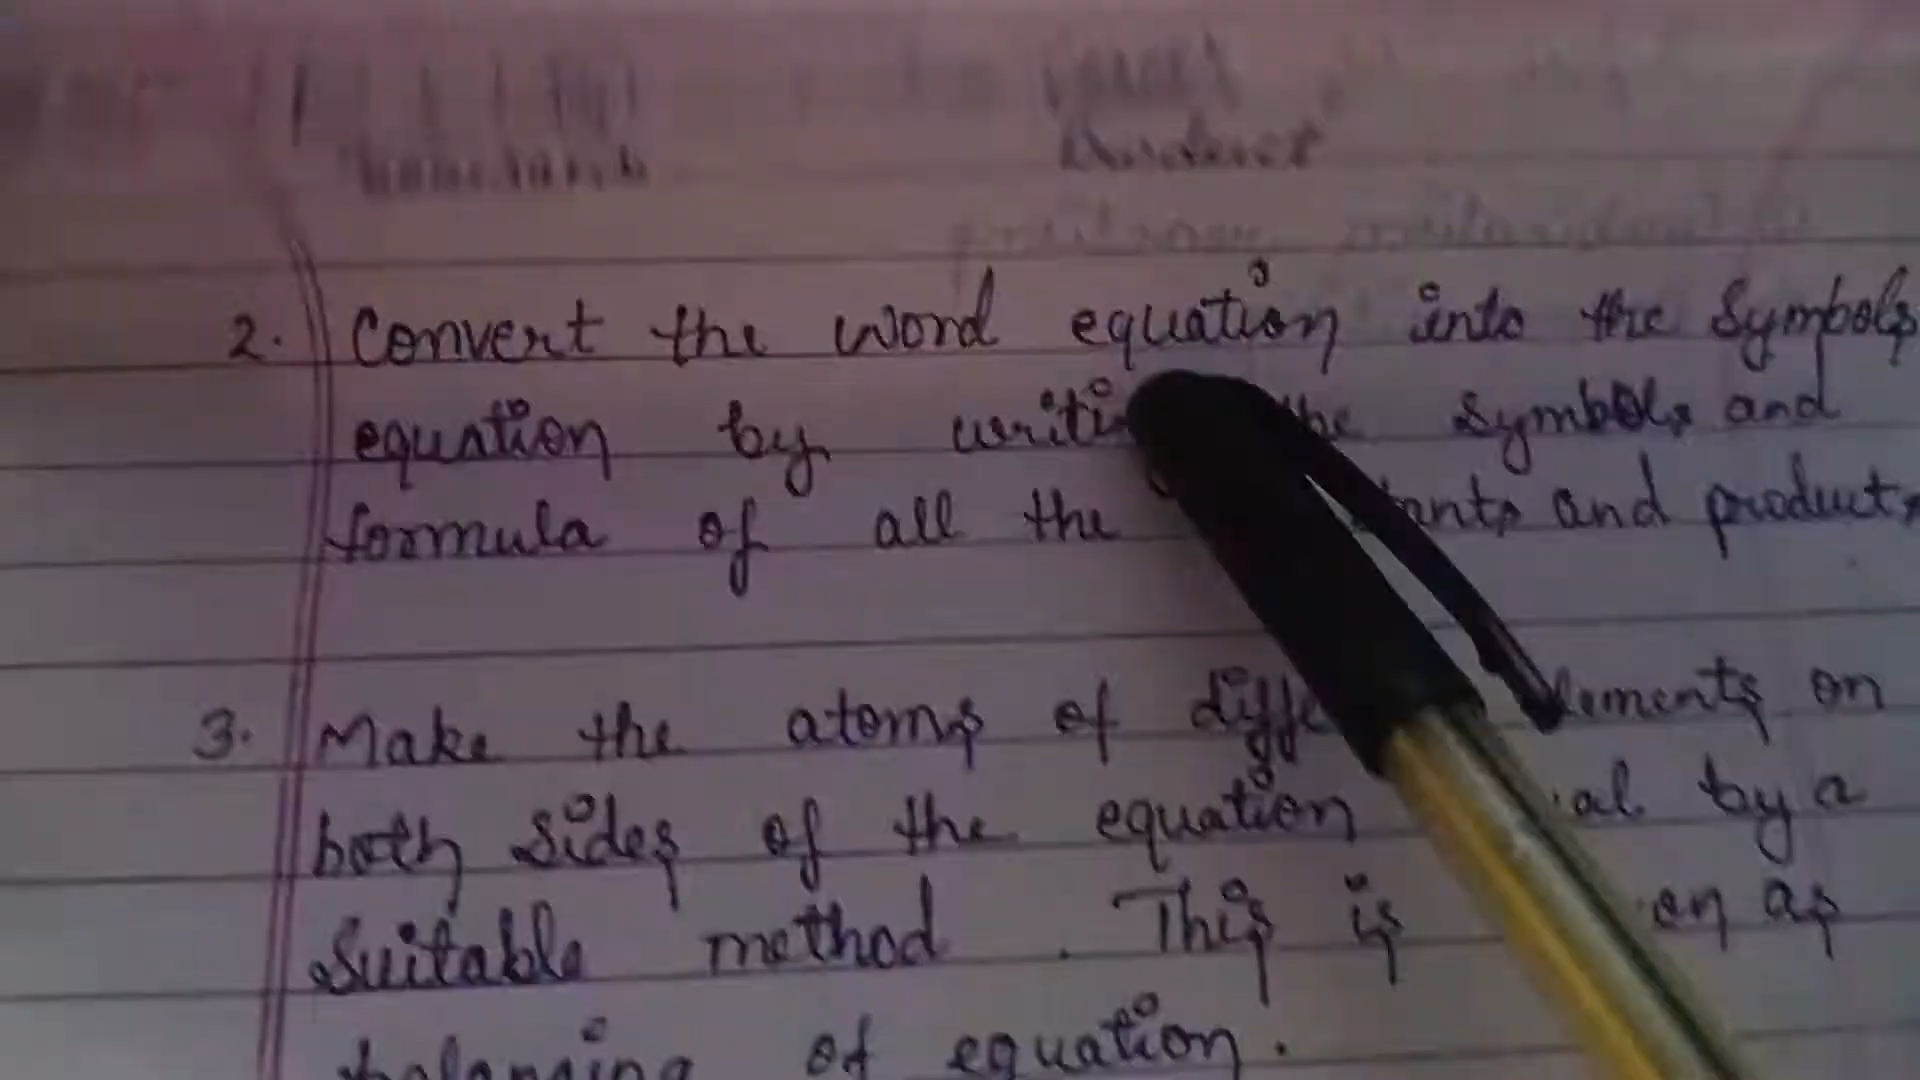 Product
2. Convert the word equation into the Symbols
equation by the symbols and
formula of all the and products
3. Make the atoms of on
both sides of the equation by a
suitable method. This is as
balancing of equation.